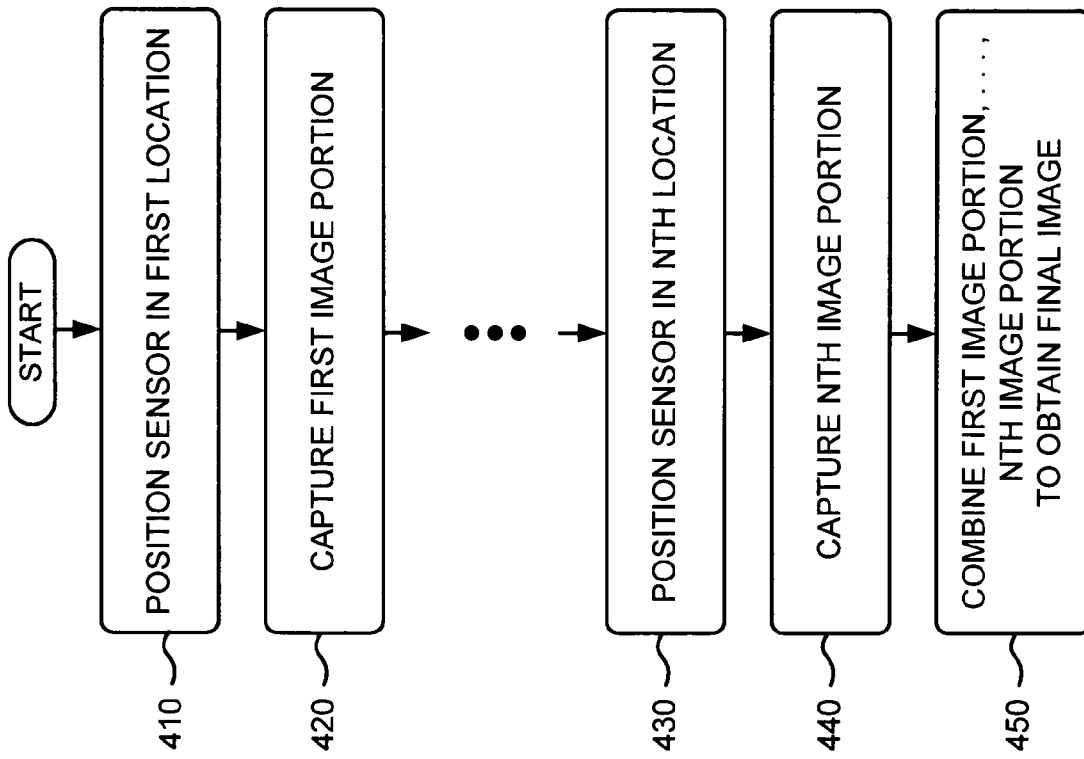 START
POSITION SENSOR IN FIRST LOCATION
410
CAPTURE FIRST IMAGE PORTION
420
POSITION SENSOR IN NTH LOCATION
430
CAPTURE NTH IMAGE PORTION
440
COMBINE FIRST IMAGE PORTION, . . . . ,
NTH IMAGE PORTION
TO OBTAIN FINAL IMAGE
450